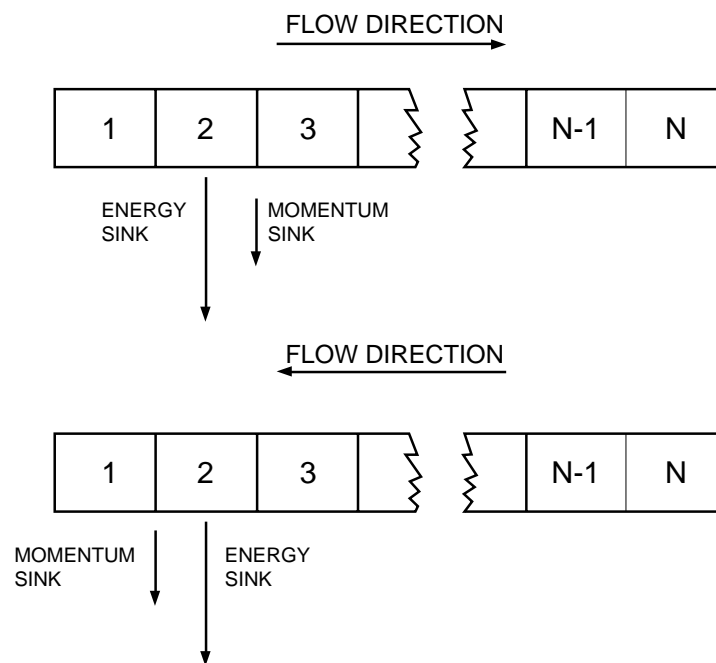 FLOW DIRECTION
1 2 3 N-1 N
ENERGY
SINK
MOMENTUM
SINK
FLOW DIRECTION
1 2 3 N-1 N
MOMENTUM
SINK
ENERGY
SINK